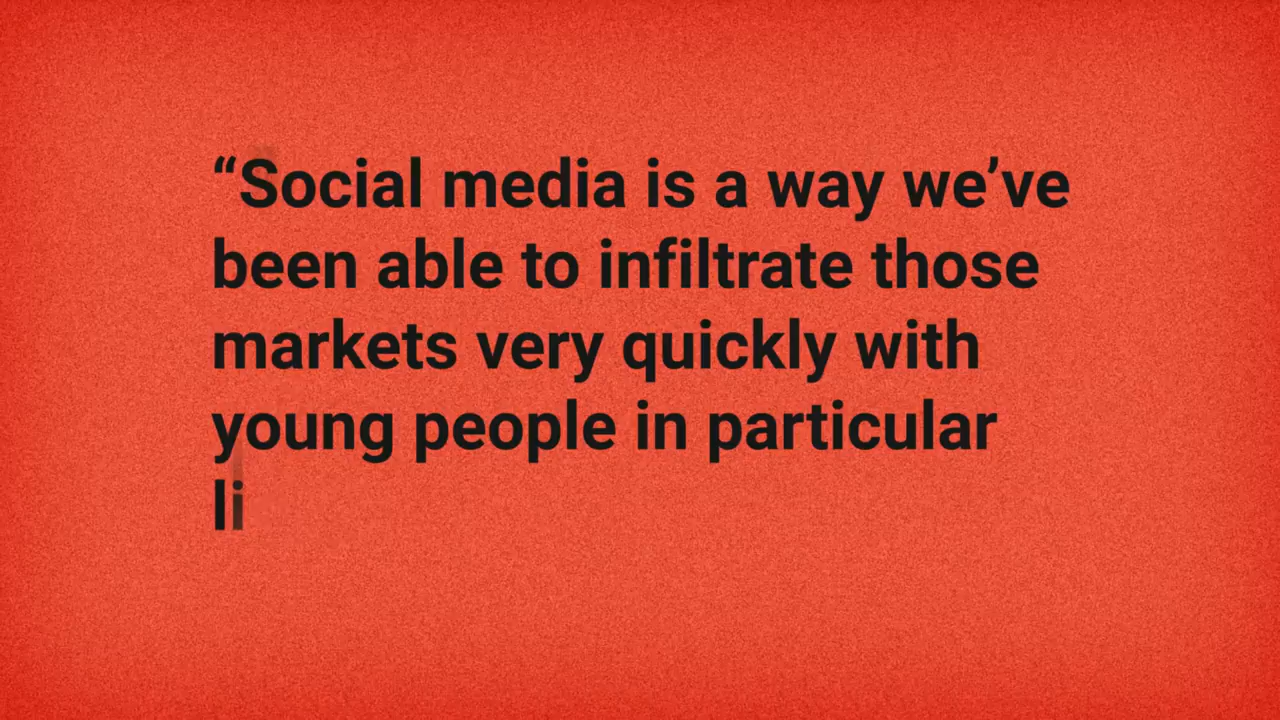 “Social media is a way we’ve
been able to infiltrate those
markets very quickly with
young people in particular
li